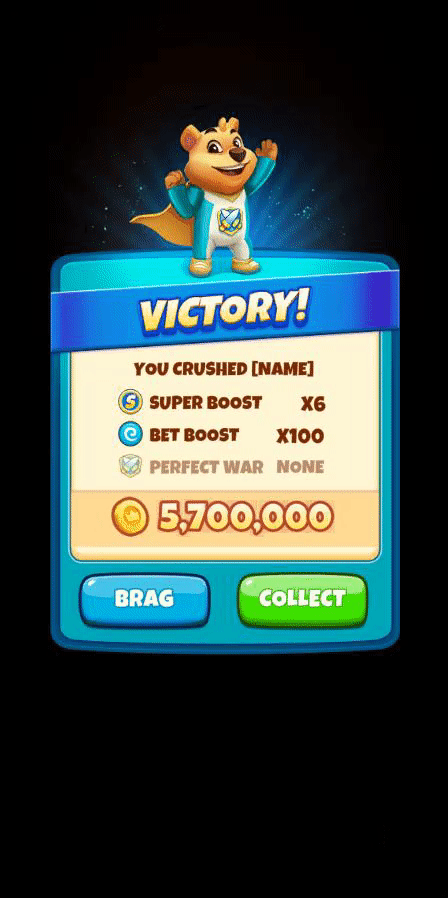 VICTORY!
YOU CRUSHED [NAME]
S SUPER BOOST X6
BET BOOST X100
PERFECT WAR NONE
5,700,000
BRAG COLLECT